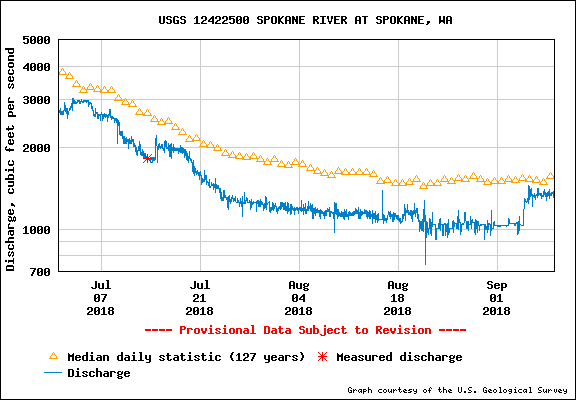 USGS 12422500 SPOKANE RIVER AT SPOKANE, WA
Discharge, cubic feet per second
5000
4000
3000
2000
1000
700
Jul 07 2018
Jul 21 2018
Aug 04 2018
Aug 18 2018
Sep 01 2018
---- Provisional Data Subject to Revision ----
Median daily statistic (127 years)
Measured discharge
Discharge
Graph courtesy of the U.S. Geological Survey